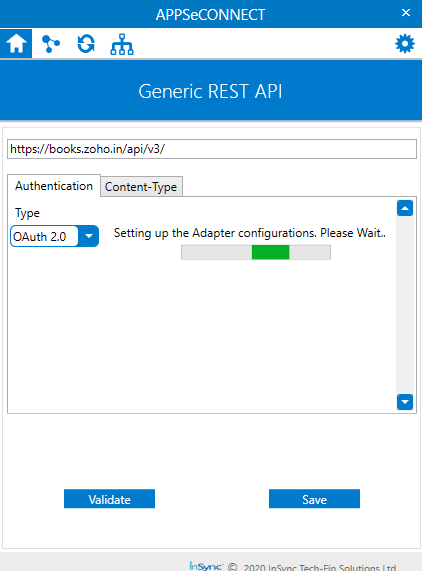 APPSeCONNECT
Generic REST API
https://books.zoho.in/api/v3/
Authentication Content-Type
Type
OAuth 2.0
Setting up the Adapter configurations. Please Wait..
Validate Save
inSync © 2020 InSync Tech-Fin Solutions Ltd